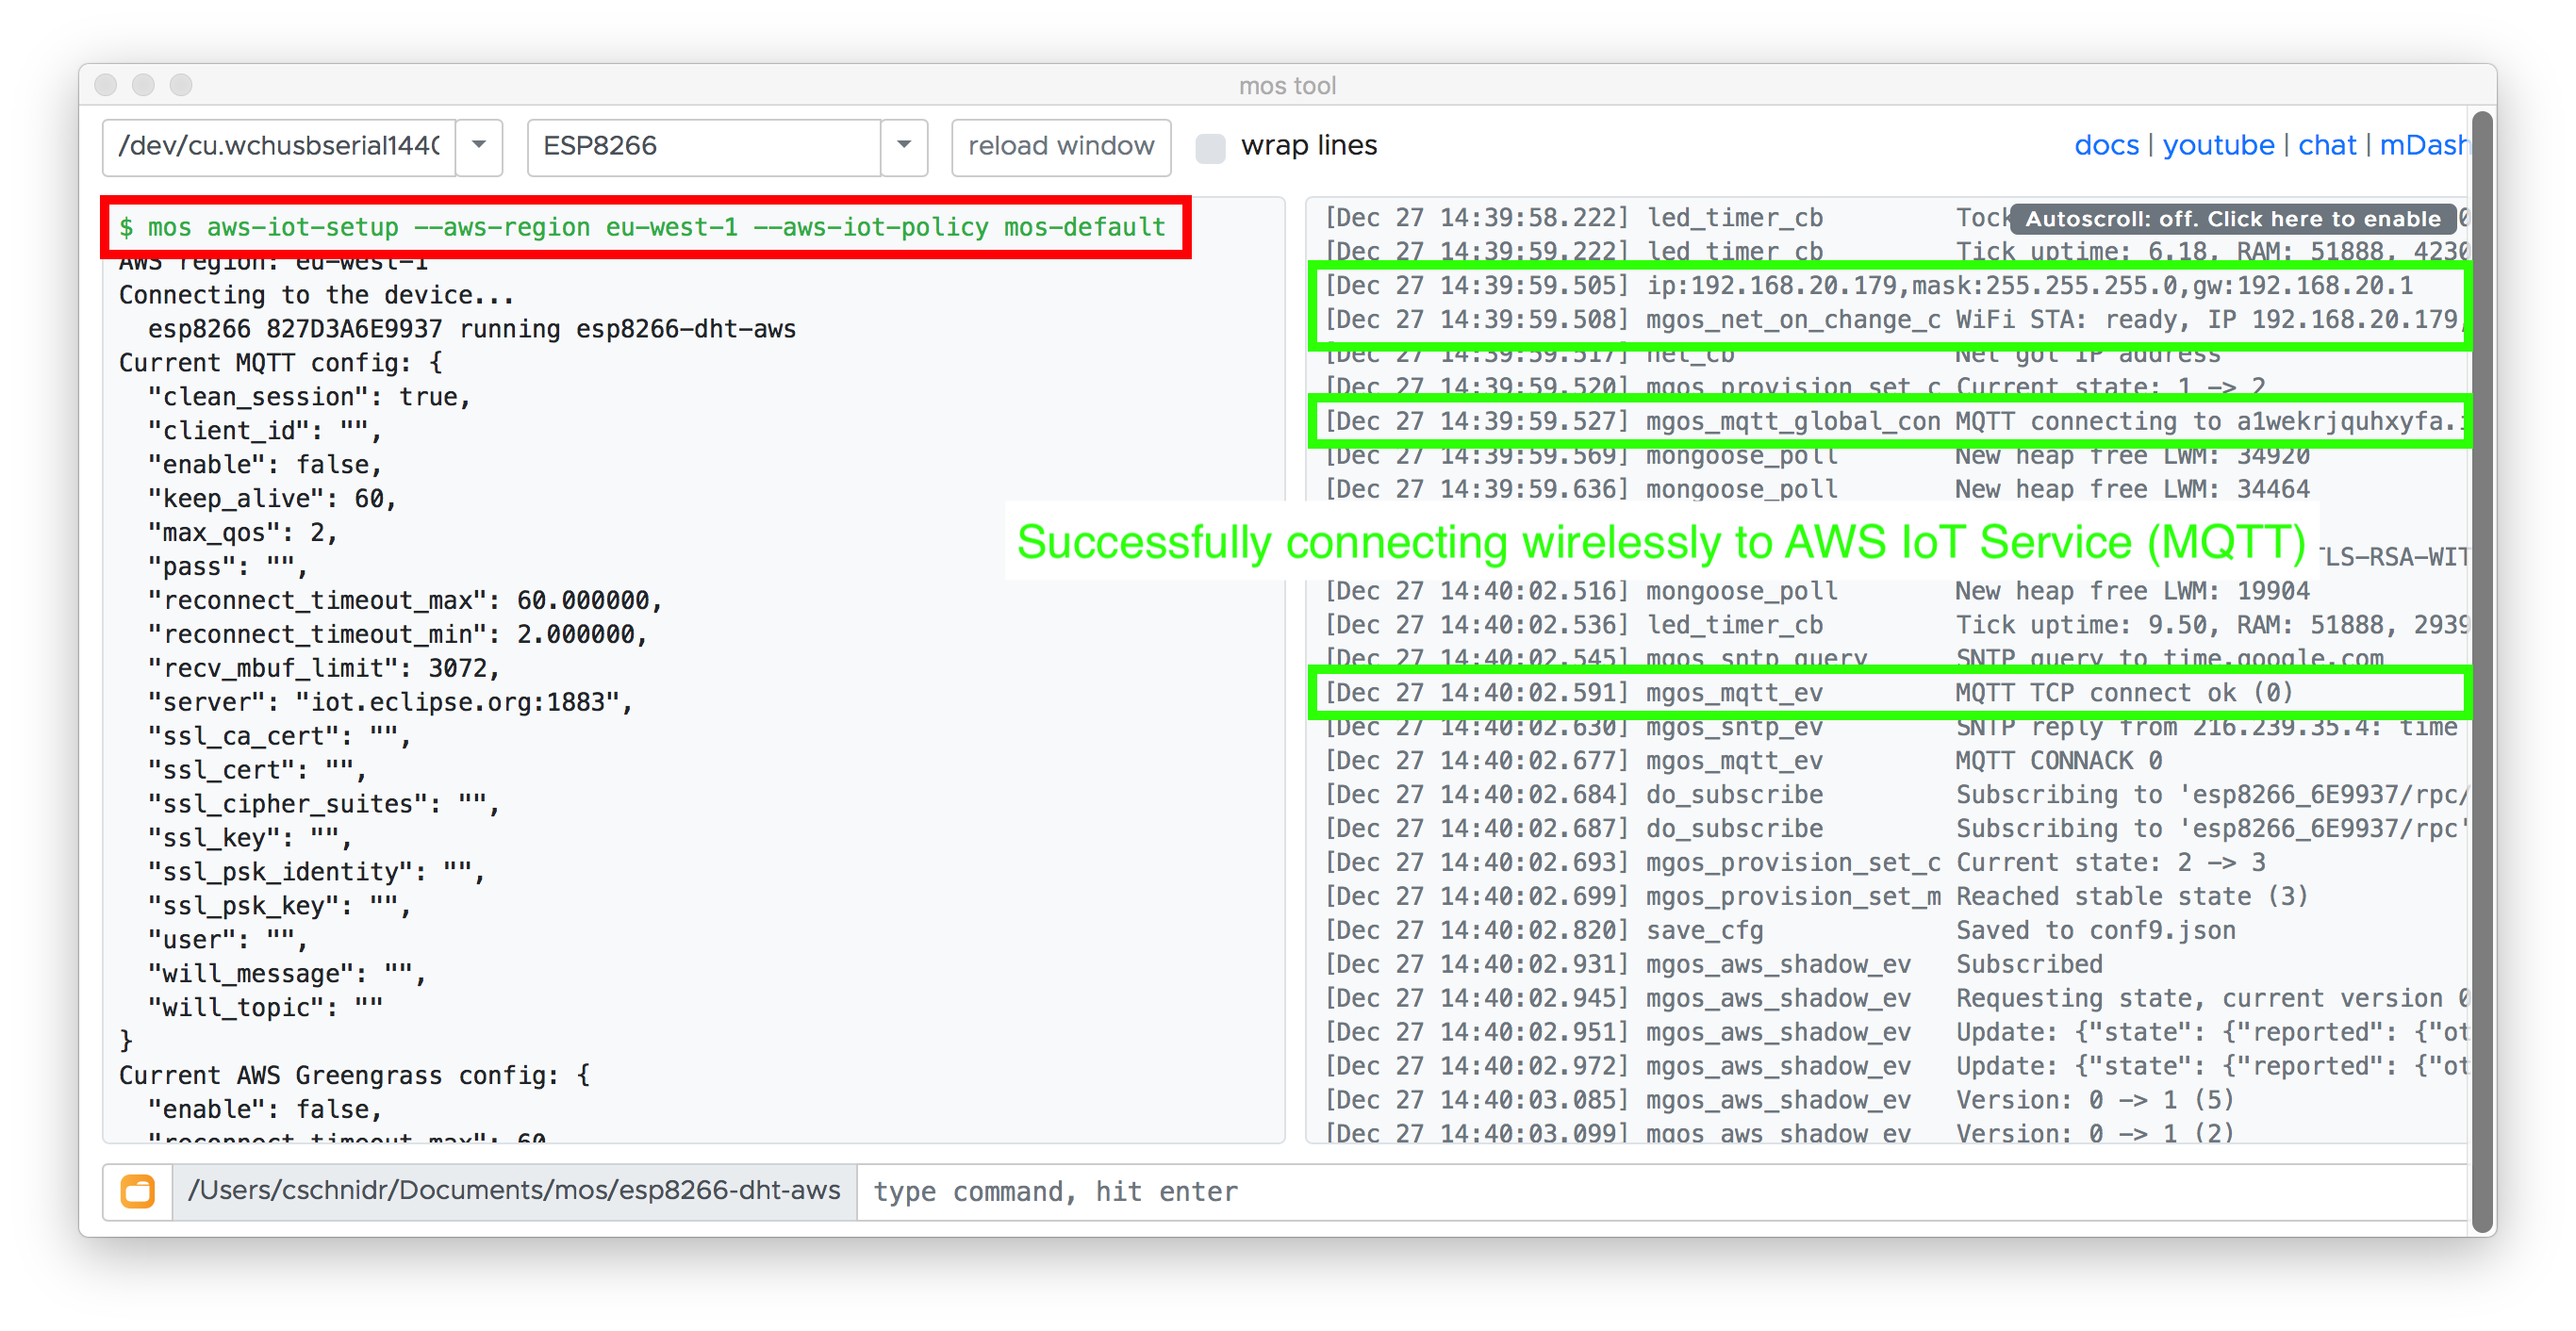 mos tool
/dev/cu.wchusbserial144
ESP8266
reload window
wrap lines
docs | youtube | chat | mDash
$ mos aws-iot-setup --aws-region eu-west-1 --aws-iot-policy mos-default
AWS region: eu-west-1
Connecting to the device...
esp8266 827D3A6E9937 running esp8266-dht-aws
Current MQTT config: {
"clean_session": true,
"client_id": "",
"enable": false,
"keep_alive": 60,
"max_qos": 2,
"pass": "",
"reconnect_timeout_max": 60.000000,
"reconnect_timeout_min": 2.000000,
"recv_mbuf_limit": 3072,
"server": "iot.eclipse.org:1883",
"ssl_ca_cert": "",
"ssl_cert": "",
"ssl_cipher_suites": "",
"ssl_key": "",
"ssl_psk_identity": "",
"ssl_psk_key": "",
"user": "",
"will_message": "",
"will_topic": ""
}
Current AWS Greengrass config: {
"enable": false,
"reconnect_timeout_max": 60
[Dec 27 14:39:58.222] led_timer_cb Tock
Autoscroll: off. Click here to enable
[Dec 27 14:39:59.222] led_timer_cb Tick uptime: 6.18, RAM: 51888, 4230
[Dec 27 14:39:59.505] ip:192.168.20.179,mask:255.255.255.0,gw:192.168.20.1
[Dec 27 14:39:59.508] mgos_net_on_change_c WiFi STA: ready, IP 192.168.20.179,
[Dec 27 14:39:59.517] net_cb Net got IP address
[Dec 27 14:39:59.520] mgos_provision_set_c Current state: 1 -> 2
[Dec 27 14:39:59.527] mgos_mqtt_global_con MQTT connecting to a1wekrjquhxyfa.i
[Dec 27 14:39:59.569] mongoose_poll New heap free LWM: 34920
[Dec 27 14:39:59.636] mongoose_poll New heap free LWM: 34464
Successfully connecting wirelessly to AWS IoT Service (MQTT)
TLS-RSA-WIT
[Dec 27 14:40:02.516] mongoose_poll New heap free LWM: 19904
[Dec 27 14:40:02.536] led_timer_cb Tick uptime: 9.50, RAM: 51888, 2939
[Dec 27 14:40:02.545] mgos_sntp_query SNTP query to time.google.com
[Dec 27 14:40:02.591] mgos_mqtt_ev MQTT TCP connect ok (0)
[Dec 27 14:40:02.630] mgos_sntp_ev SNTP reply from 216.239.35.4: time
[Dec 27 14:40:02.677] mgos_mqtt_ev MQTT CONNACK 0
[Dec 27 14:40:02.684] do_subscribe Subscribing to 'esp8266_6E9937/rpc/
[Dec 27 14:40:02.687] do_subscribe Subscribing to 'esp8266_6E9937/rpc'
[Dec 27 14:40:02.693] mgos_provision_set_c Current state: 2 -> 3
[Dec 27 14:40:02.699] mgos_provision_set_m Reached stable state (3)
[Dec 27 14:40:02.820] save_cfg Saved to conf9.json
[Dec 27 14:40:02.931] mgos_aws_shadow_ev Subscribed
[Dec 27 14:40:02.945] mgos_aws_shadow_ev Requesting state, current version 0
[Dec 27 14:40:02.951] mgos_aws_shadow_ev Update: {"state": {"reported": {"ot
[Dec 27 14:40:02.972] mgos_aws_shadow_ev Update: {"state": {"reported": {"ot
[Dec 27 14:40:03.085] mgos_aws_shadow_ev Version: 0 -> 1 (5)
[Dec 27 14:40:03.099] mgos_aws_shadow_ev Version: 0 -> 1 (2)
/Users/cschnidr/Documents/mos/esp8266-dht-aws
type command, hit enter